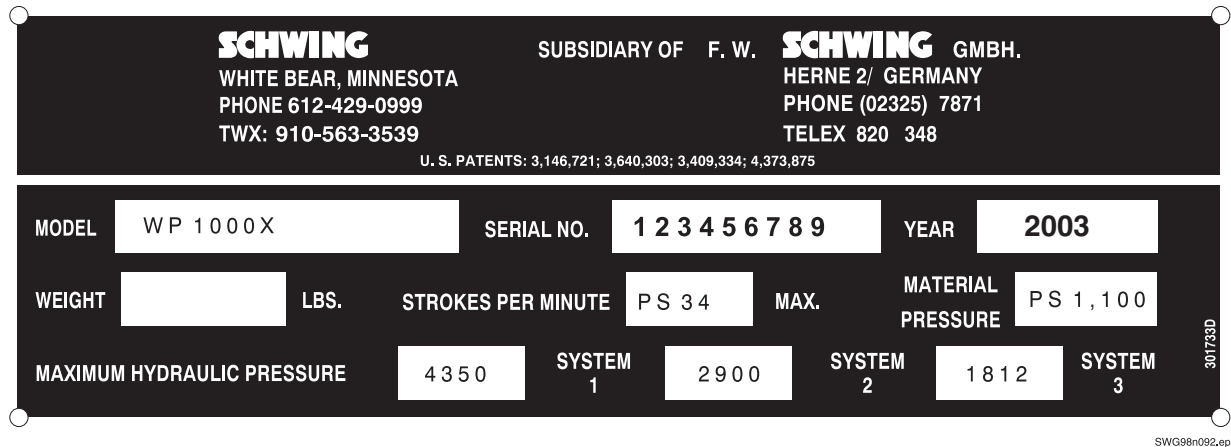 SCHWING SUBSIDIARY OF F. W. SCHWING GMBH.
WHITE BEAR, MINNESOTA HERNE 2/ GERMANY
PHONE 612-429-0999 PHONE (02325) 7871
TWX: 910-563-3539 TELEX 820 348
U. S. PATENTS: 3,146,721; 3,640,303; 3,409,334; 4,373,875
MODEL WP 1000X SERIAL NO. 123456789 YEAR 2003
WEIGHT LBS. STROKES PER MINUTE PS 34 MAX. MATERIAL PRESSURE PS 1,100
MAXIMUM HYDRAULIC PRESSURE 4350 SYSTEM 1 2900 SYSTEM 2 1812 SYSTEM 3
301733D
SWG98n092.ep